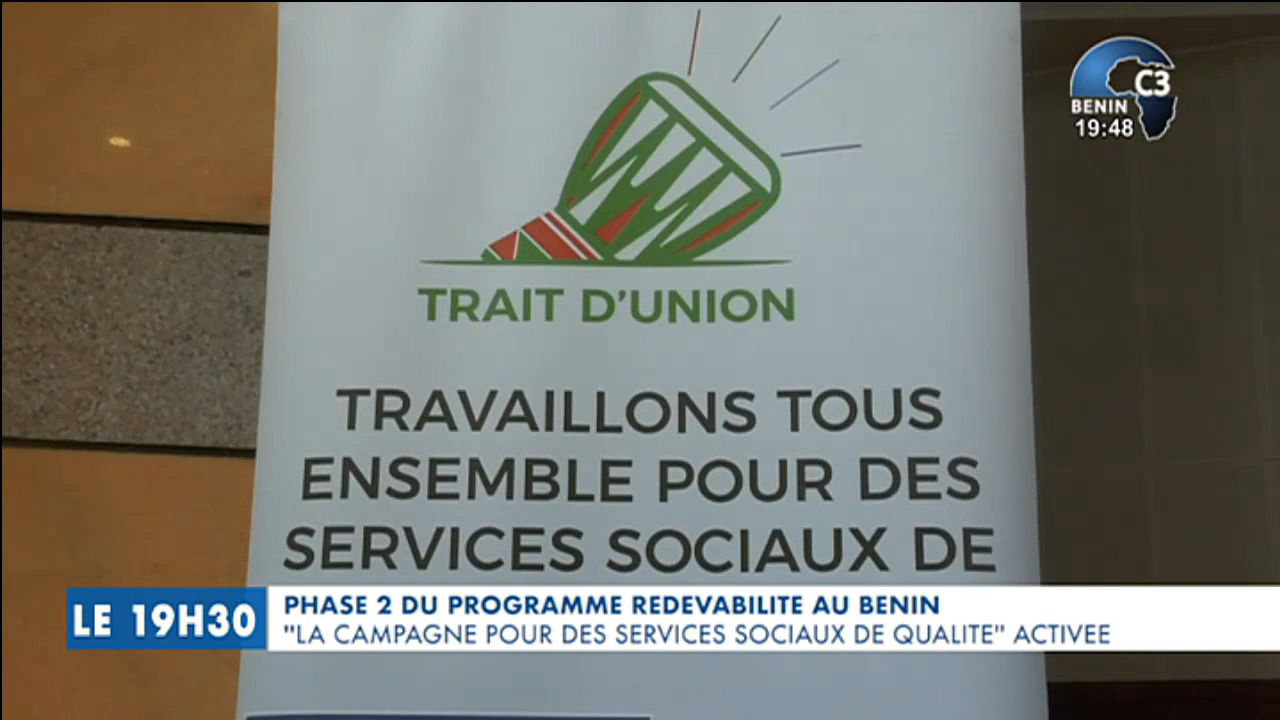 C3
BENIN
19:48
TRAIT D'UNION
TRAVAILLONS TOUS
ENSEMBLE POUR DES
SERVICES SOCIAUX DE
LE 19H30
PHASE 2 DU PROGRAMME REDEVABILITE AU BENIN
"LA CAMPAGNE POUR DES SERVICES SOCIAUX DE QUALITE" ACTIVEE